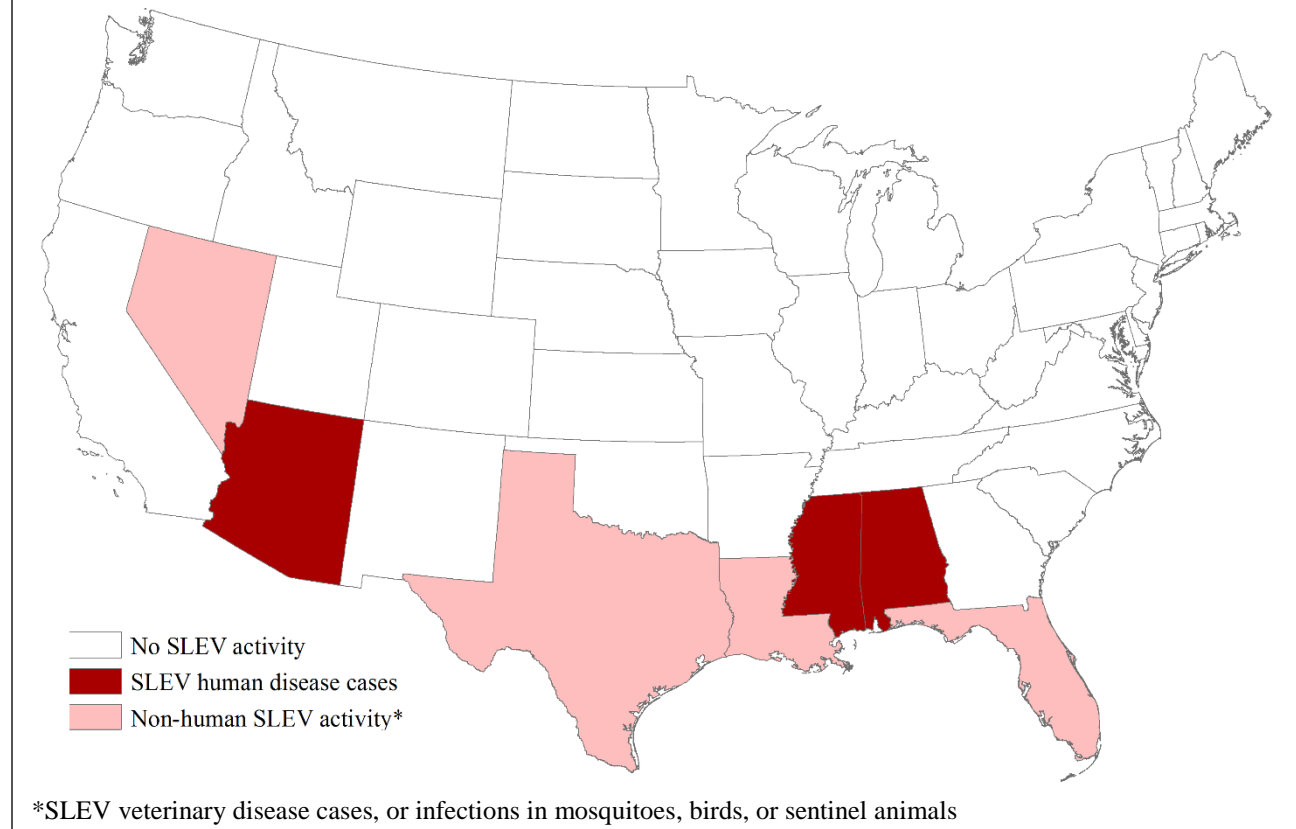 No SLEV activity
SLEV human disease cases
Non-human SLEV activity*
*SLEV veterinary disease cases, or infections in mosquitoes, birds, or sentinel animals